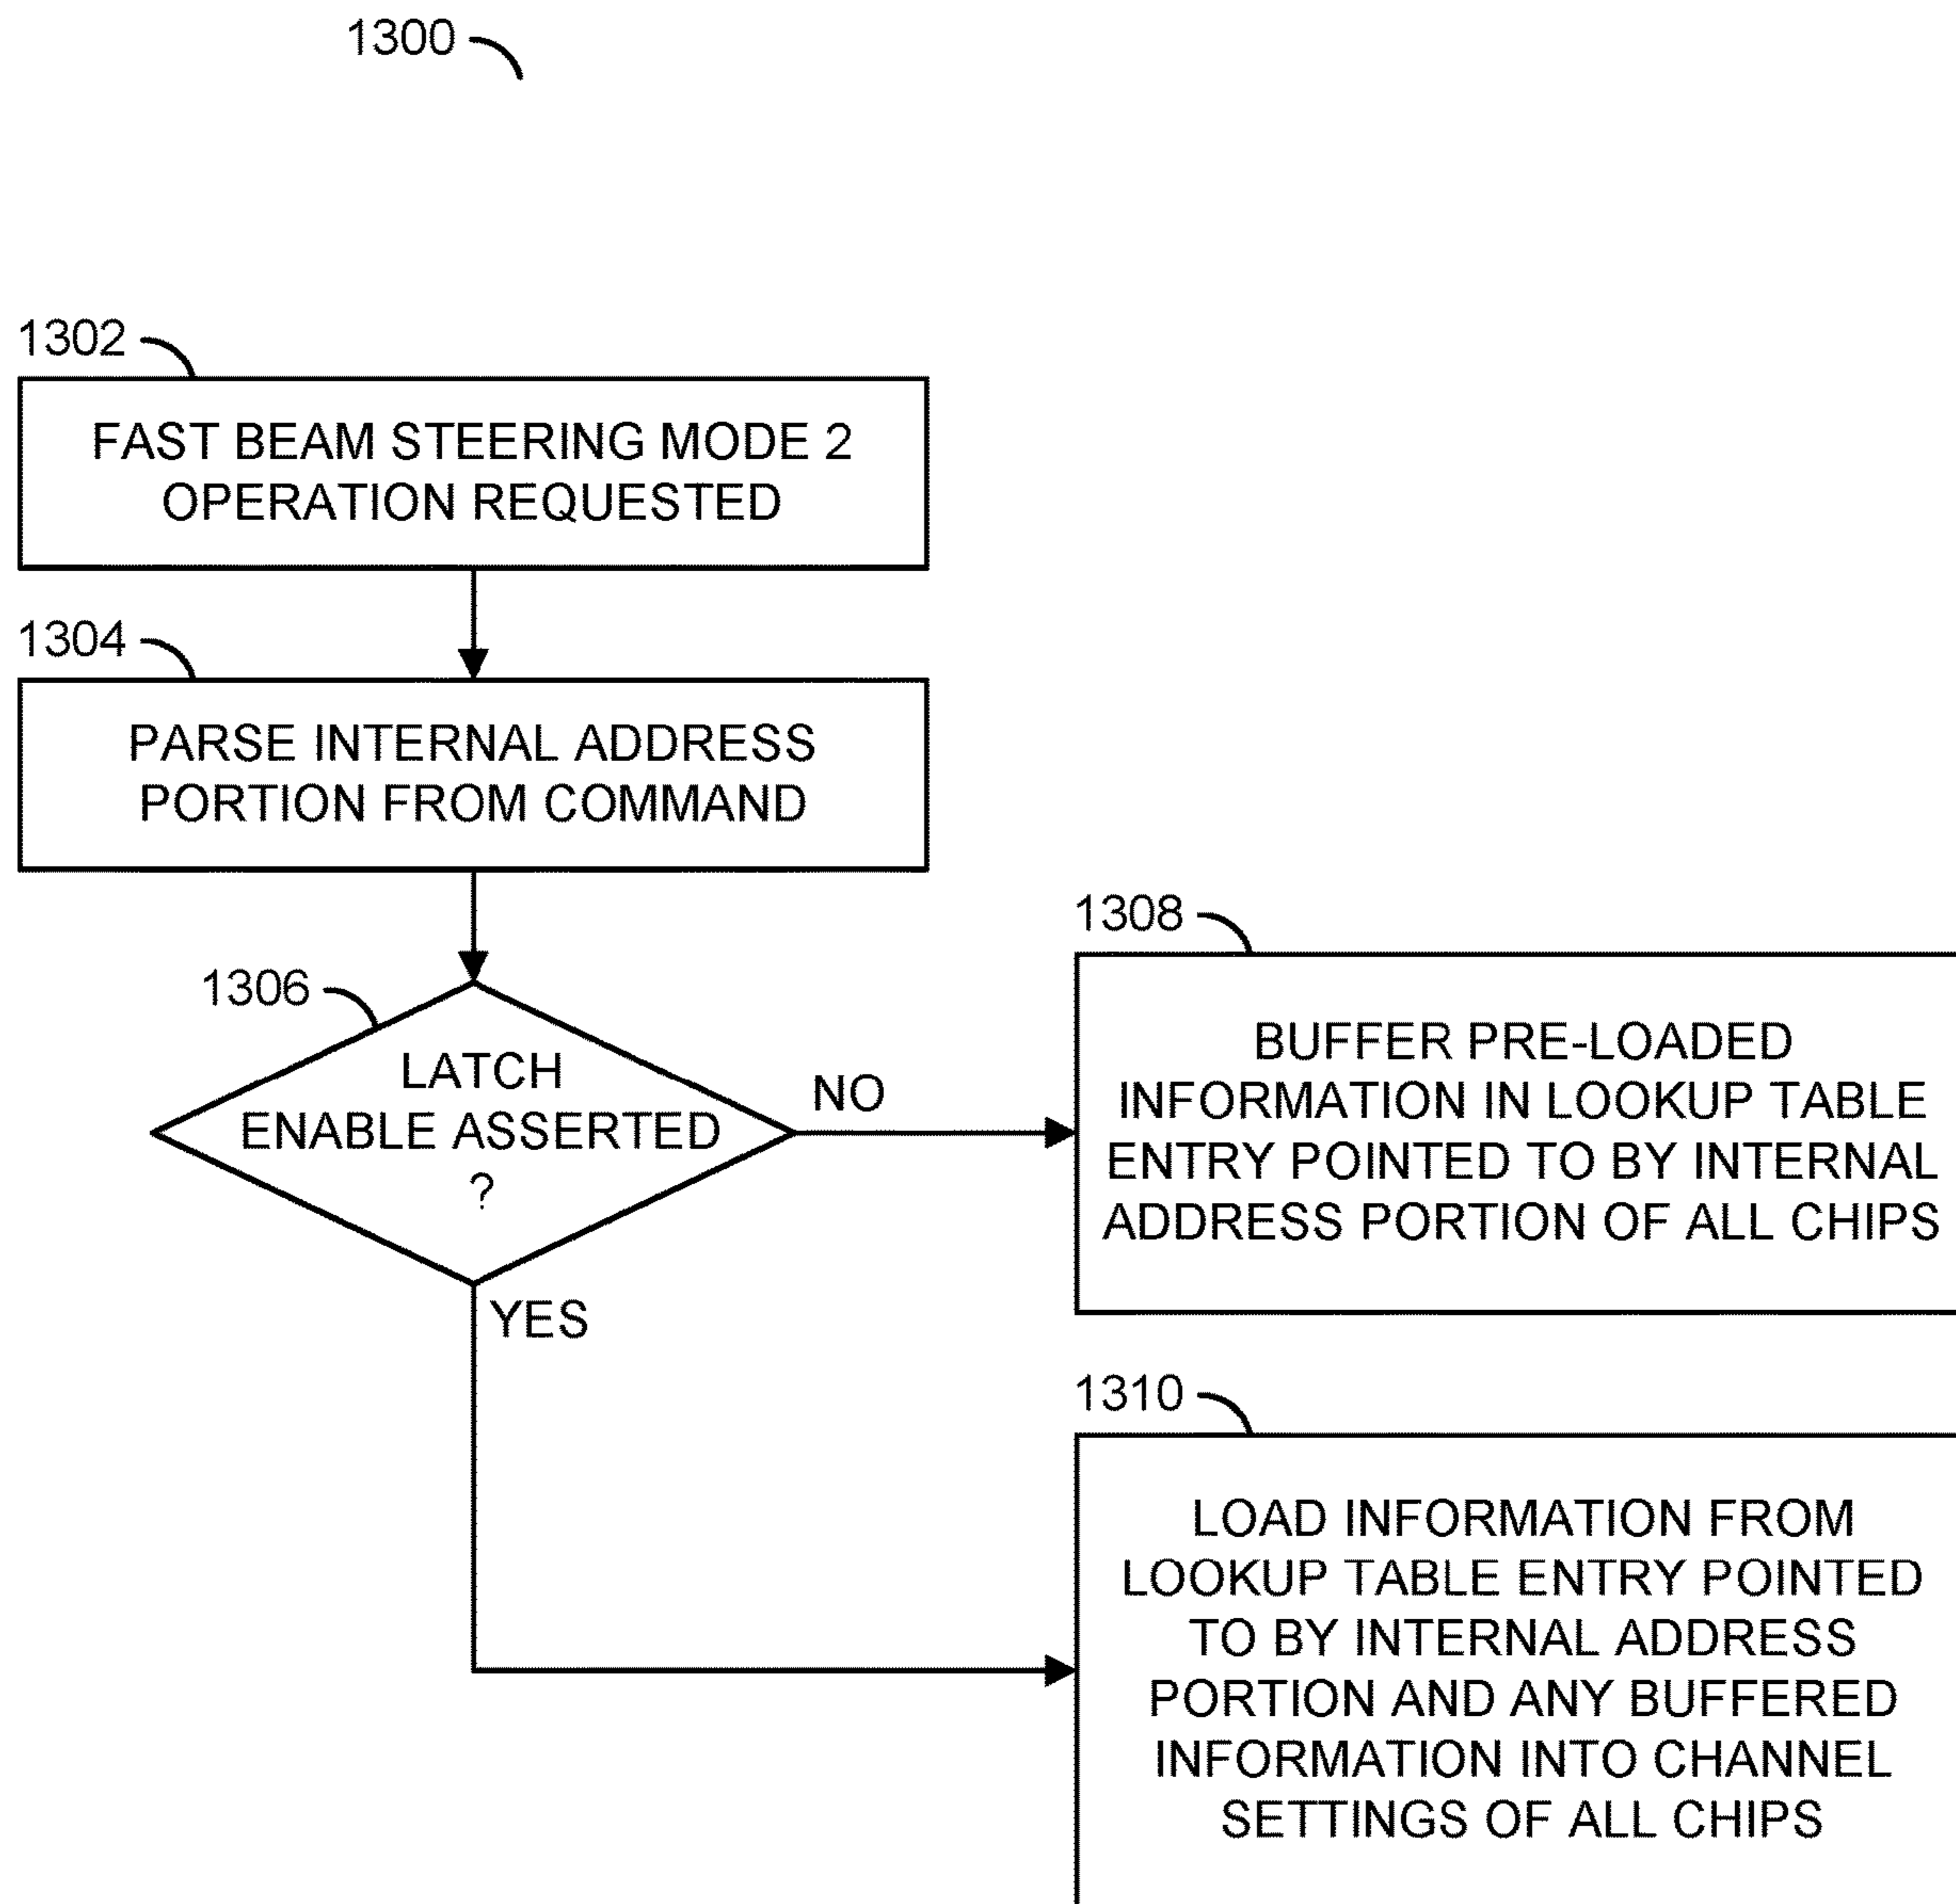 1300
1302
FAST BEAM STEERING MODE 2
OPERATION REQUESTED
1304
PARSE INTERNAL ADDRESS
PORTION FROM COMMAND
1306
LATCH
ENABLE ASSERTED
?
NO
YES
1308
BUFFER PRE-LOADED
INFORMATION IN LOOKUP TABLE
ENTRY POINTED TO BY INTERNAL
ADDRESS PORTION OF ALL CHIPS
1310
LOAD INFORMATION FROM
LOOKUP TABLE ENTRY POINTED
TO BY INTERNAL ADDRESS
PORTION AND ANY BUFFERED
INFORMATION INTO CHANNEL
SETTINGS OF ALL CHIPS